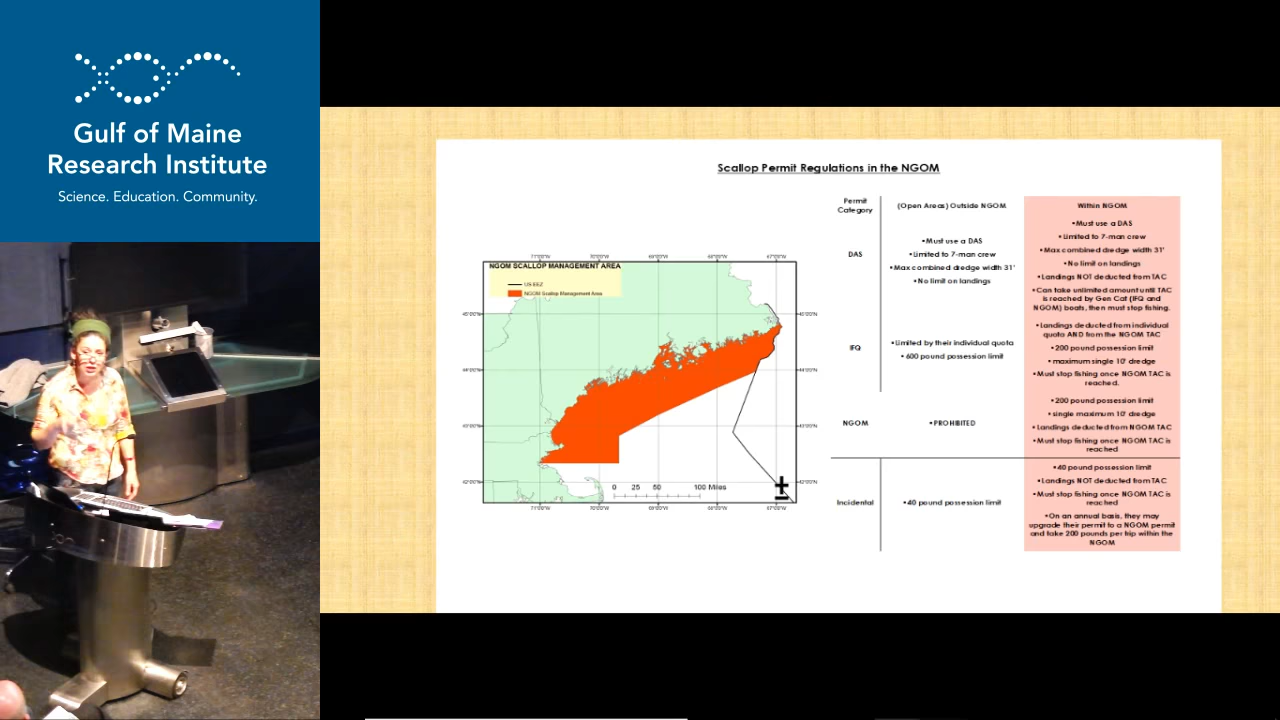 Gulf of Maine
Research Institute
Science. Education. Community.
Scallop Permit Regulations in the NGOM
NGOM SCALLOP MANAGEMENT AREA
US EEZ
NGOM Scallop Management Area
0 25 50 100 Miles
Permit
Category
(Open Areas) Outside NGOM
Within NGOM
DAS
•Must use a DAS
•Limited to 7-man crew
•Max combined dredge width 31'
•No limit on landings
•Must use a DAS
•Limited to 7-man crew
•Max combined dredge width 31'
•No limit on landings
•Landings NOT deducted from TAC
•Can take unlimited amount until TAC
is reached by Gen Cat (IFQ and
NGOM) boats, then must stop fishing.
IFQ
•Limited by their individual quota
•600 pound possession limit
•Landings deducted from individual
quota AND from the NGOM TAC
•200 pound possession limit
•maximum single 10' dredge
•Must stop fishing once NGOM TAC is
reached.
NGOM
•PROHIBITED
•200 pound possession limit
•single maximum 10' dredge
•Landings deducted from NGOM TAC
•Must stop fishing once NGOM TAC is
reached
Incidental
•40 pound possession limit
•40 pound possession limit
•Landings NOT deducted from TAC
•Must stop fishing once NGOM TAC is
reached
•On an annual basis, they may
upgrade their permit to a NGOM permit
and take 200 pounds per trip within the
NGOM